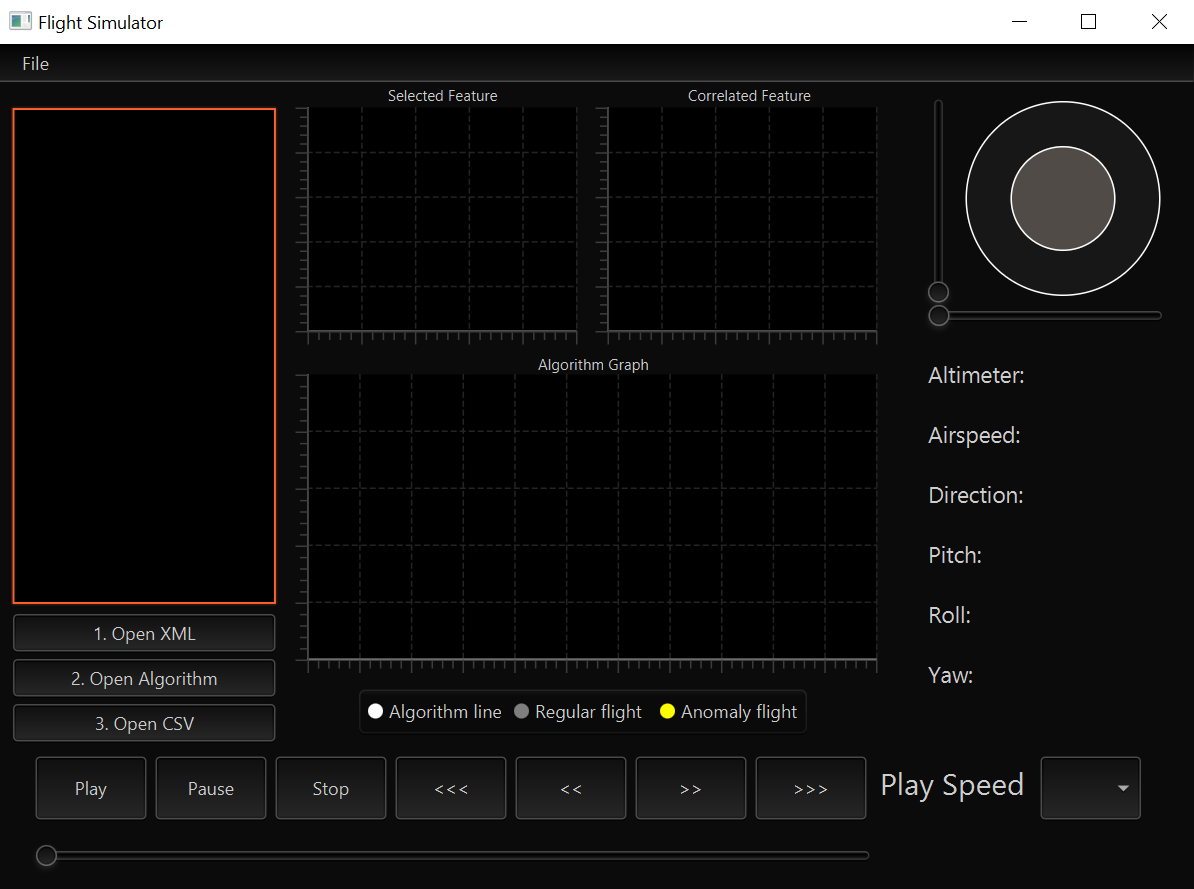 Flight Simulator
File
Selected Feature
Correlated Feature
Algorithm Graph
Altimeter:
Airspeed:
Direction:
Pitch:
Roll:
Yaw:
1. Open XML
2. Open Algorithm
3. Open CSV
Algorithm line Regular flight Anomaly flight
Play Pause Stop <<< << >> >>> Play Speed